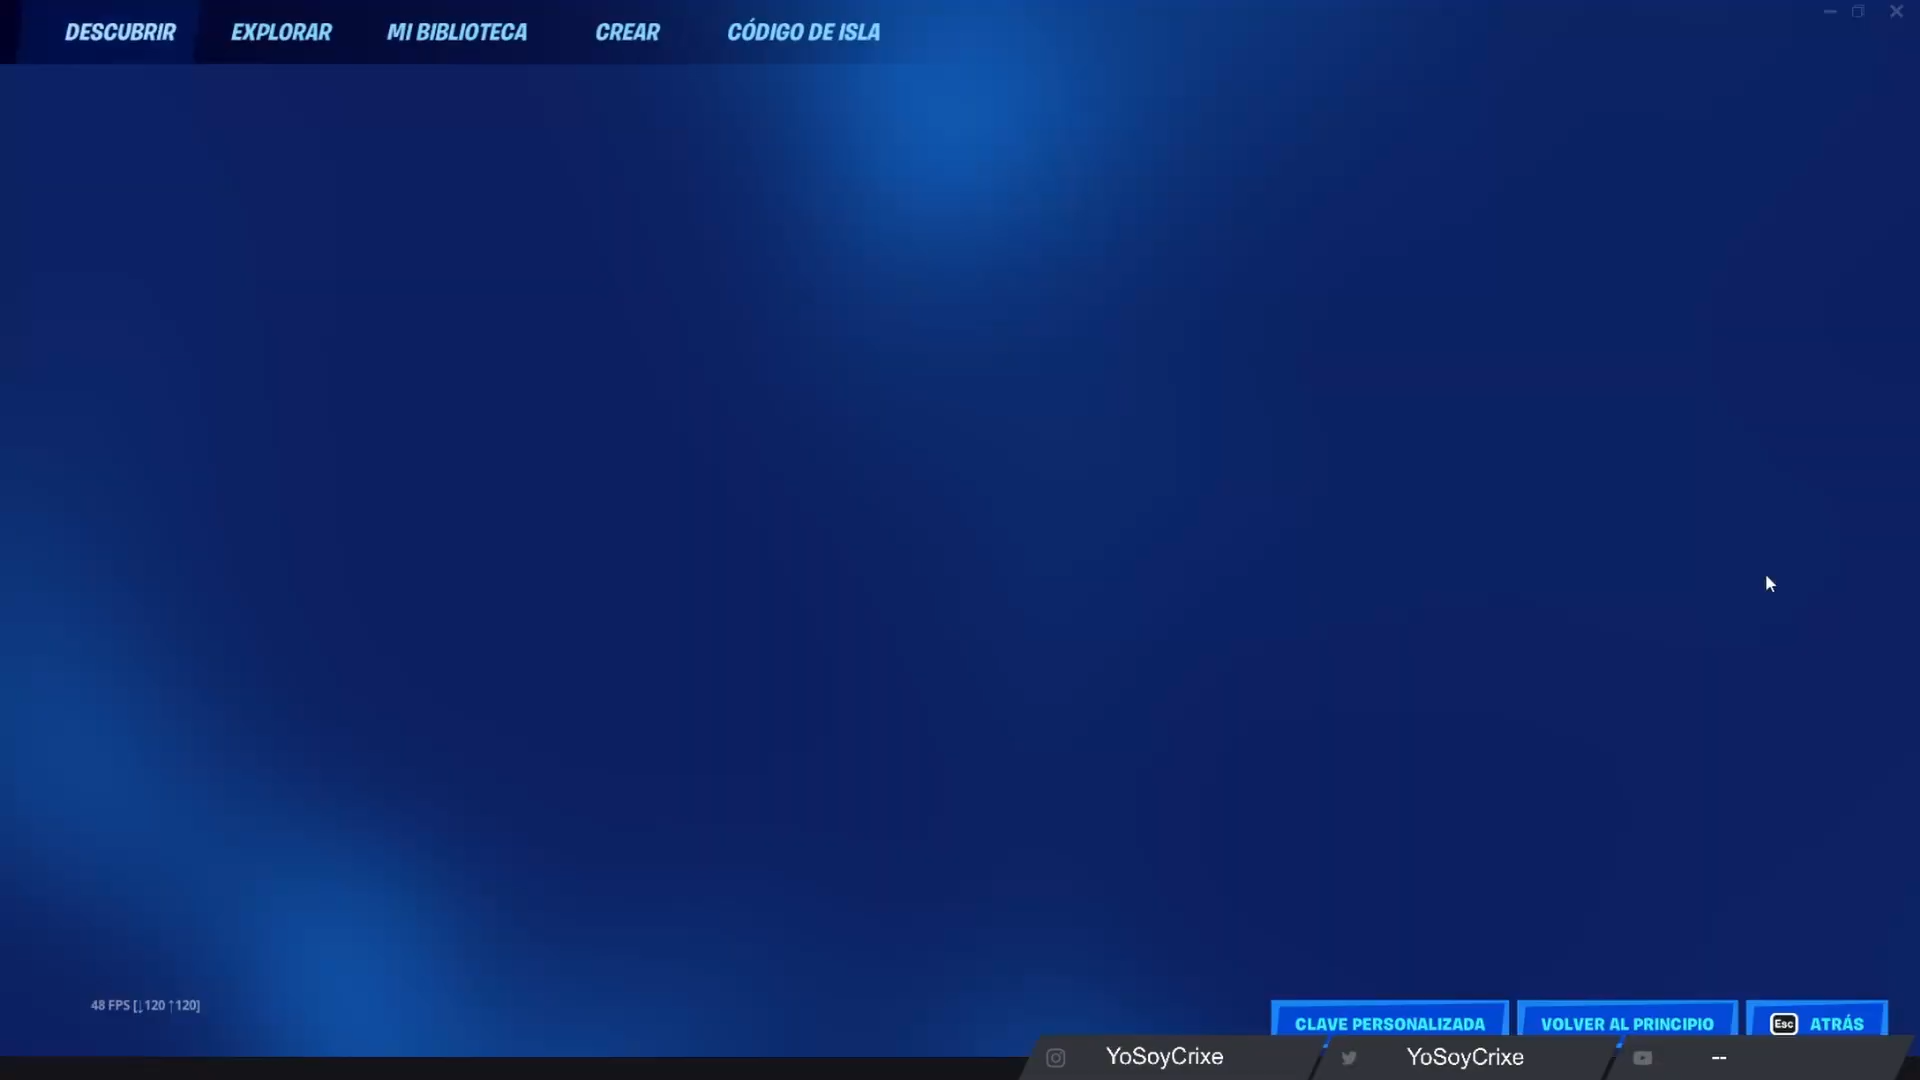 DESCUBRIR EXPLORAR MI BIBLIOTECA CREAR CÓDIGO DE ISLA
48 FPS [↓120 ↑120]
CLAVE PERSONALIZADA VOLVER AL PRINCIPIO Esc ATRÁS
YoSoyCrixe YoSoyCrixe --